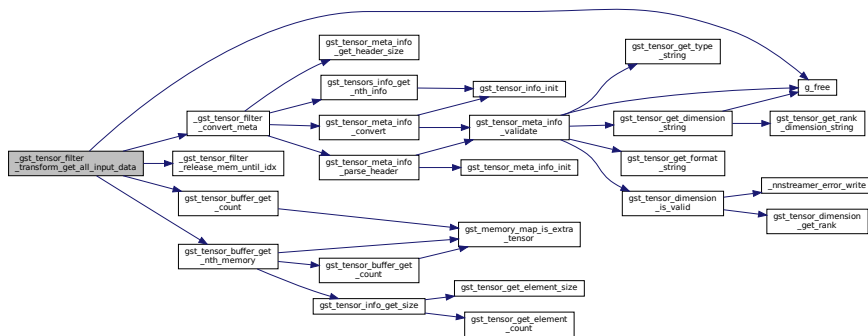 _gst_tensor_filter
_transform_get_all_input_data
_gst_tensor_filter
_convert_meta
_gst_tensor_filter
_release_mem_until_idx
gst_tensor_buffer_get
_count
gst_tensor_buffer_get
_nth_memory
gst_tensor_meta_info
_get_header_size
gst_tensors_info_get
_nth_info
gst_tensor_meta_info
_convert
gst_tensor_meta_info
_parse_header
gst_tensor_buffer_get
_count
gst_tensor_info_get_size
gst_tensor_info_init
gst_tensor_meta_info
_validate
gst_tensor_meta_info_init
gst_memory_map_is_extra
_tensor
gst_tensor_get_element_size
gst_tensor_get_element
_count
gst_tensor_get_type
_string
gst_tensor_get_dimension
_string
gst_tensor_get_format
_string
gst_tensor_dimension
_is_valid
g_free
gst_tensor_get_rank
_dimension_string
_nnstreamer_error_write
gst_tensor_dimension
_get_rank